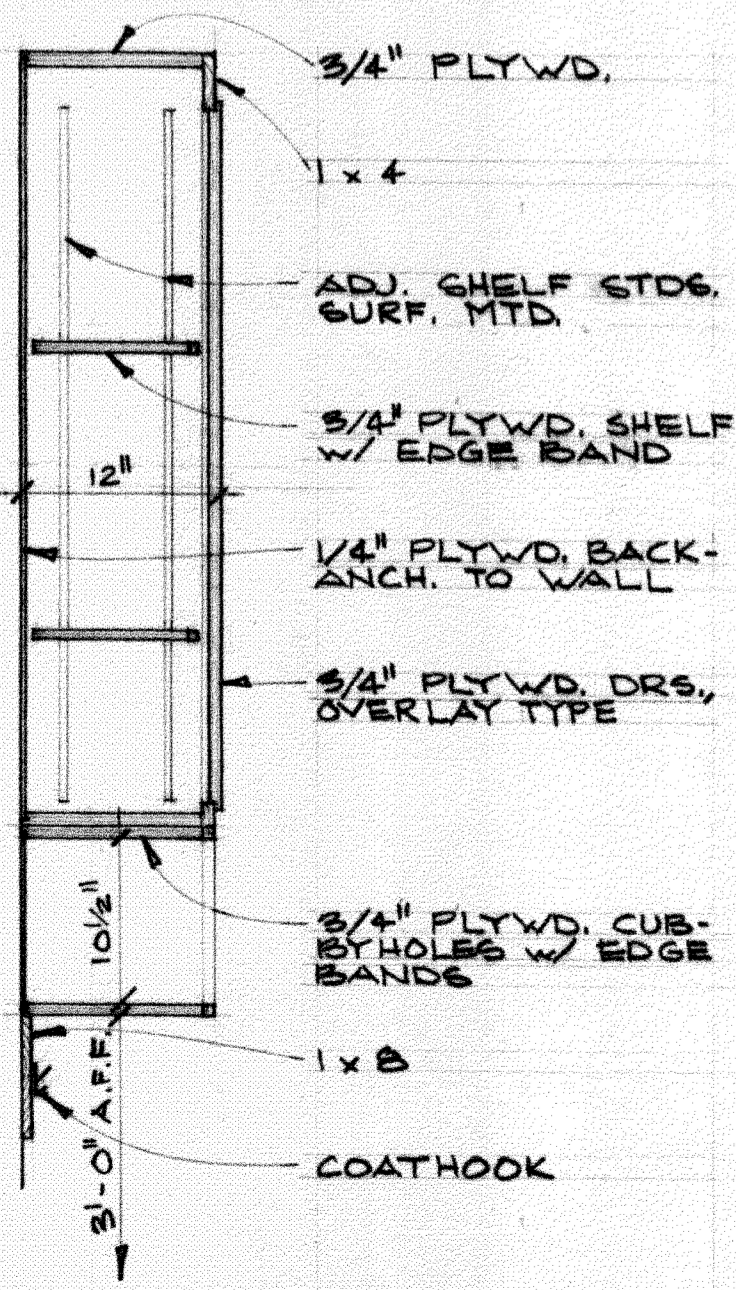 3/4" PLYWD.
1 x 4
ADJ. SHELF STDS.
SURF. MTD.
3/4" PLYWD. SHELF
w/ EDGE BAND
12"
1/4" PLYWD. BACK-
ANCH. TO WALL
3/4" PLYWD. DRS.,
OVERLAY TYPE
10 1/2"
3/4" PLYWD. CUB-
BYHOLES w/ EDGE
BANDS
1 x 8
3'-0" A.F.F.
COATHOOK